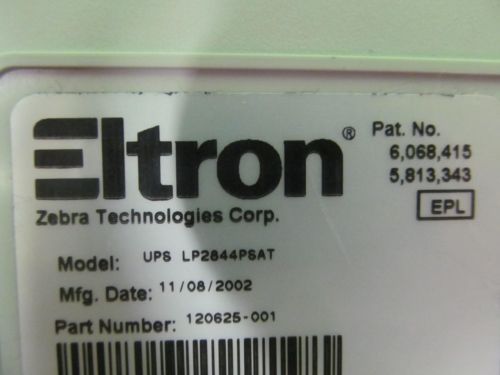 Eltron®
Pat. No.
6,068,415
5,813,343
EPL
Zebra Technologies Corp.
Model: UPS LP2844PSAT
Mfg. Date: 11/08/2002
Part Number: 120625-001